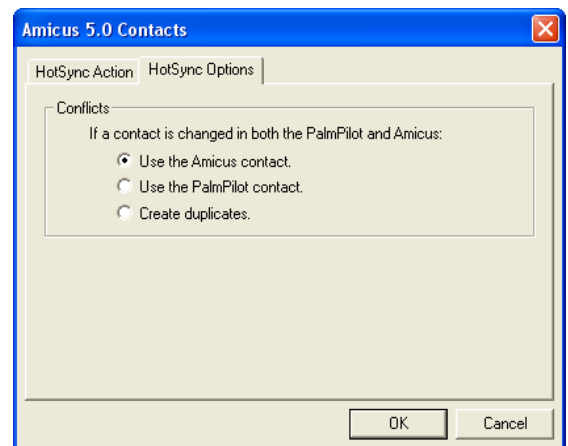 Amicus 5.0 Contacts
HotSync Action HotSync Options
Conflicts
If a contact is changed in both the PalmPilot and Amicus:
Use the Amicus contact.
Use the PalmPilot contact.
Create duplicates.
OK Cancel